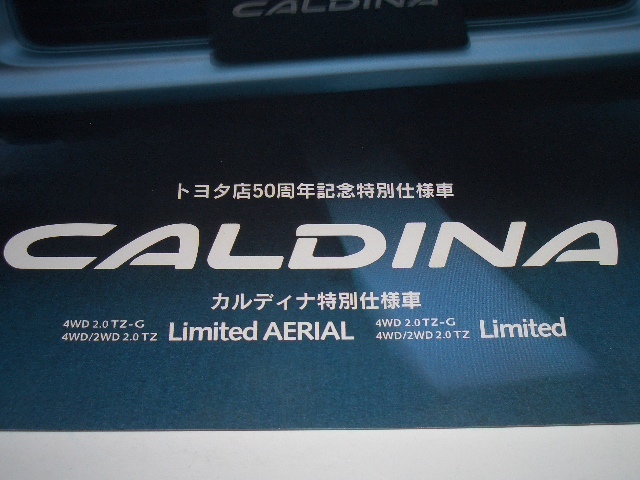 CALDINA
トヨタ店50周年記念特別仕様車
CALDINA
カルディナ特別仕様車
4WD 2.0 TZ-G
4WD/2WD 2.0 TZ Limited AERIAL
4WD 2.0 TZ-G
4WD/2WD 2.0 TZ Limited